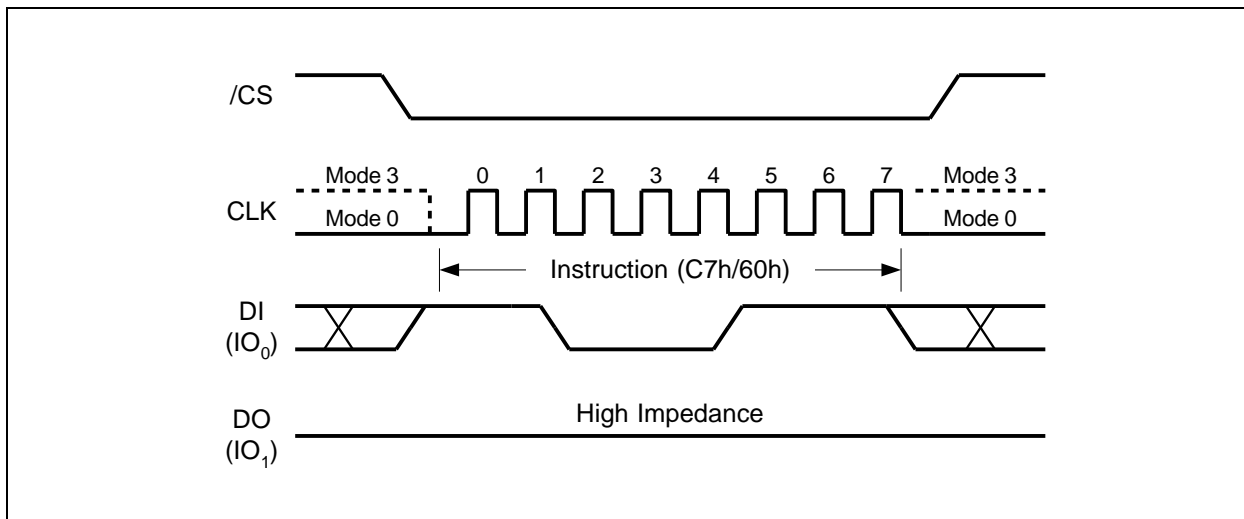 /CS
Mode 3 0 1 2 3 4 5 6 7 Mode 3
CLK
Mode 0 Mode 0
Instruction (C7h/60h)
DI
(IO0)
High Impedance
DO
(IO1)